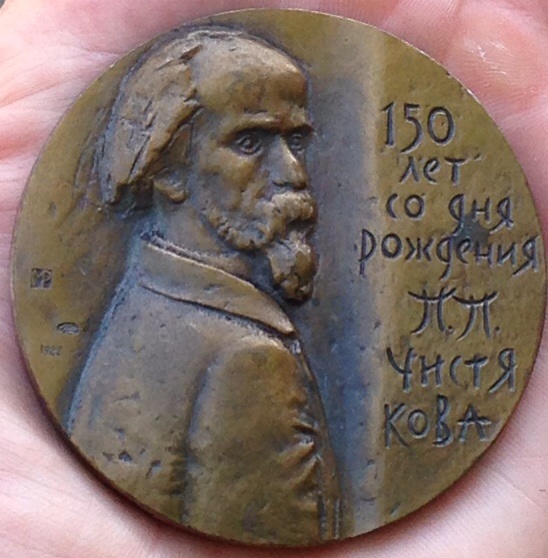 150
лет
со дня
рождения
П.П.
Чистя
кова